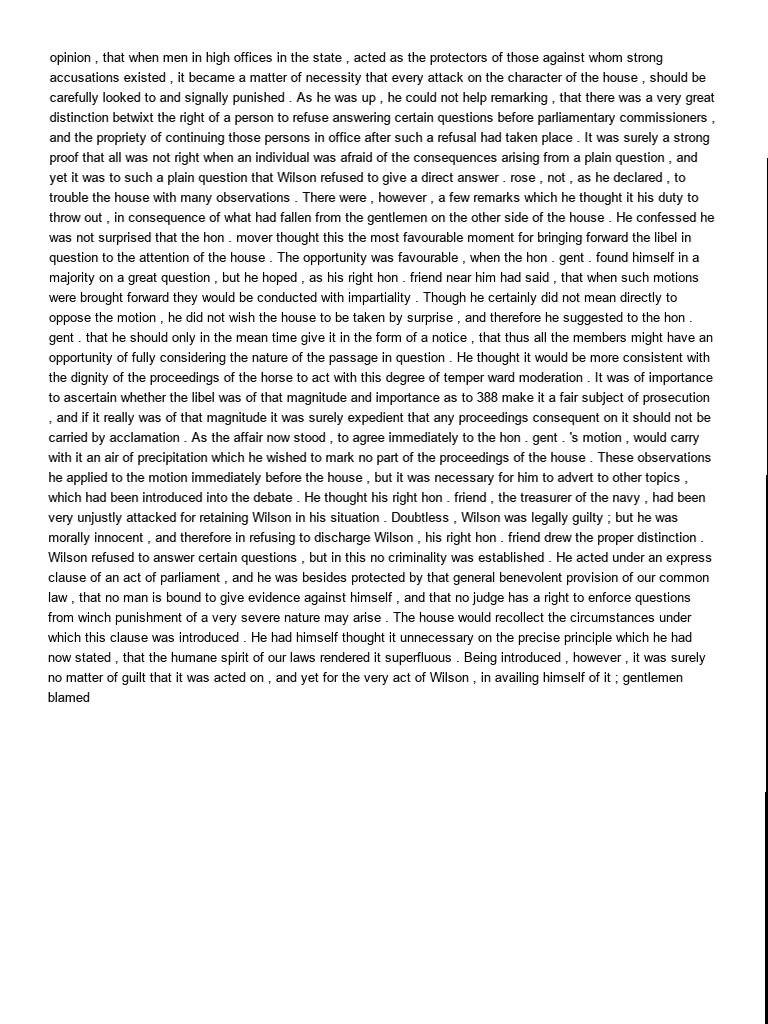 opinion , that when men in high offices in the state , acted as the protectors of those against whom strong
accusations existed , it became a matter of necessity that every attack on the character of the house , should be
carefully looked to and signally punished . As he was up , he could not help remarking , that there was a very great
distinction betwixt the right of a person to refuse answering certain questions before parliamentary commissioners ,
and the propriety of continuing those persons in office after such a refusal had taken place . It was surely a strong
proof that all was not right when an individual was afraid of the consequences arising from a plain question , and
yet it was to such a plain question that Wilson refused to give a direct answer . rose , not , as he declared , to
trouble the house with many observations . There were , however , a few remarks which he thought it his duty to
throw out , in consequence of what had fallen from the gentlemen on the other side of the house . He confessed he
was not surprised that the hon . mover thought this the most favourable moment for bringing forward the libel in
question to the attention of the house . The opportunity was favourable , when the hon . gent . found himself in a
majority on a great question , but he hoped , as his right hon . friend near him had said , that when such motions
were brought forward they would be conducted with impartiality . Though he certainly did not mean directly to
oppose the motion , he did not wish the house to be taken by surprise , and therefore he suggested to the hon .
gent . that he should only in the mean time give it in the form of a notice , that thus all the members might have an
opportunity of fully considering the nature of the passage in question . He thought it would be more consistent with
the dignity of the proceedings of the horse to act with this degree of temper ward moderation . It was of importance
to ascertain whether the libel was of that magnitude and importance as to 388 make it a fair subject of prosecution
, and if it really was of that magnitude it was surely expedient that any proceedings consequent on it should not be
carried by acclamation . As the affair now stood , to agree immediately to the hon . gent . 's motion , would carry
with it an air of precipitation which he wished to mark no part of the proceedings of the house . These observations
he applied to the motion immediately before the house , but it was necessary for him to advert to other topics ,
which had been introduced into the debate . He thought his right hon . friend , the treasurer of the navy , had been
very unjustly attacked for retaining Wilson in his situation . Doubtless , Wilson was legally guilty ; but he was
morally innocent , and therefore in refusing to discharge Wilson , his right hon . friend drew the proper distinction .
Wilson refused to answer certain questions , but in this no criminality was established . He acted under an express
clause of an act of parliament , and he was besides protected by that general benevolent provision of our common
law , that no man is bound to give evidence against himself , and that no judge has a right to enforce questions
from winch punishment of a very severe nature may arise . The house would recollect the circumstances under
which this clause was introduced . He had himself thought it unnecessary on the precise principle which he had
now stated , that the humane spirit of our laws rendered it superfluous . Being introduced , however , it was surely
no matter of guilt that it was acted on , and yet for the very act of Wilson , in availing himself of it ; gentlemen
blamed